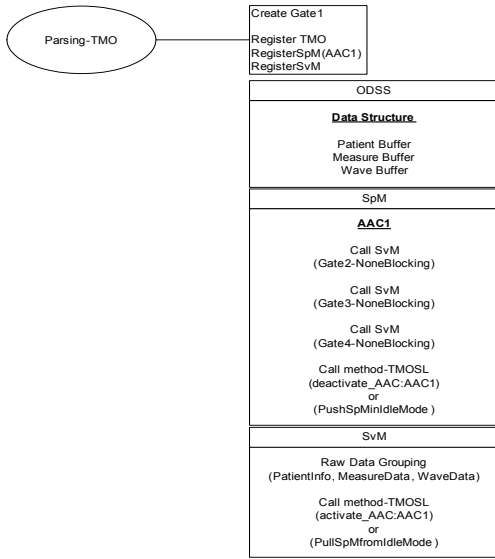 Parsing-TMO
Create Gate1
Register TMO
RegisterSpM(AAC1)
RegisterSvM
ODSS
Data Structure
Patient Buffer
Measure Buffer
Wave Buffer
SpM
AAC1
Call SvM
(Gate2-NoneBlocking)
Call SvM
(Gate3-NoneBlocking)
Call SvM
(Gate4-NoneBlocking)
Call method-TMOSL
(deactivate_AAC:AAC1)
or
(PushSpMinIdleMode )
SvM
Raw Data Grouping
(PatientInfo, MeasureData, WaveData)
Call method-TMOSL
(activate_AAC:AAC1)
or
(PullSpMfromIdleMode )